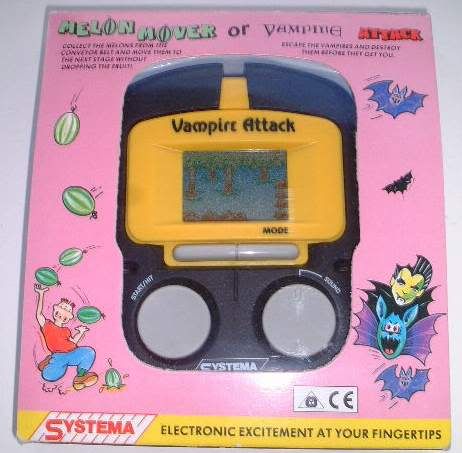 MELON MOVER or VAMPIRE ATTACK
COLLECT THE MELONS FROM THE
CONVEYOR BELT AND MOVE THEM TO
THE NEXT STAGE WITHOUT
DROPPING THE FRUIT!
ESCAPE THE VAMPIRES AND DESTROY
THEM BEFORE THEY GET YOU.
Vampire Attack
MODE
START/HIT
SOUND
SYSTEMA
CE
SYSTEMA
ELECTRONIC EXCITEMENT AT YOUR FINGERTIPS